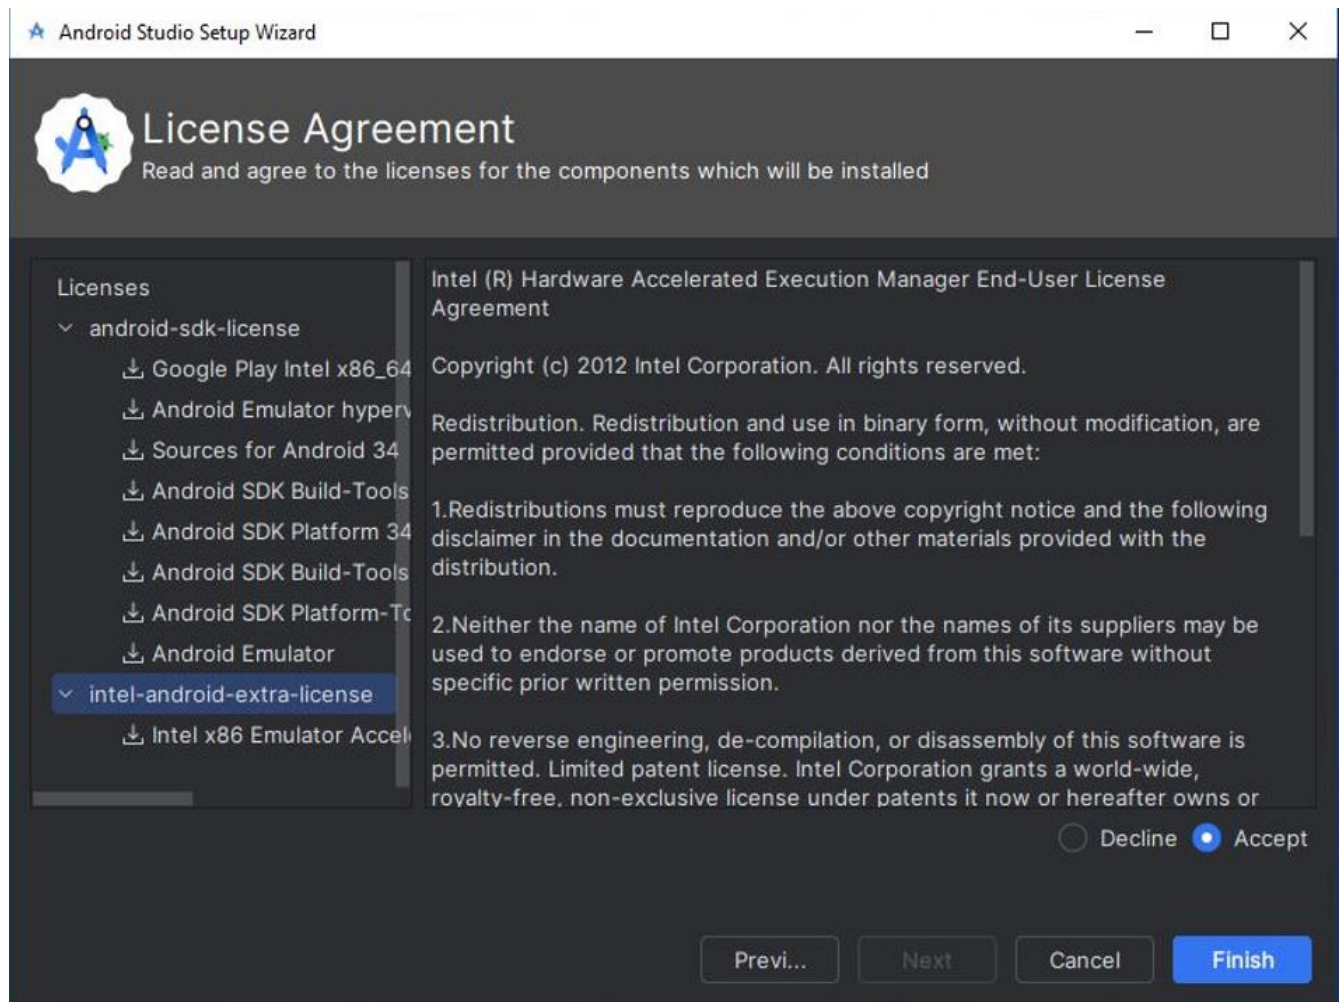 Android Studio Setup Wizard
License Agreement
Read and agree to the licenses for the components which will be installed
Licenses
android-sdk-license
Google Play Intel x86_64
Android Emulator hyperv
Sources for Android 34
Android SDK Build-Tools
Android SDK Platform 34
Android SDK Build-Tools
Android SDK Platform-To
Android Emulator
intel-android-extra-license
Intel x86 Emulator Accel
Intel (R) Hardware Accelerated Execution Manager End-User License
Agreement
Copyright (c) 2012 Intel Corporation. All rights reserved.
Redistribution. Redistribution and use in binary form, without modification, are
permitted provided that the following conditions are met:
1.Redistributions must reproduce the above copyright notice and the following
disclaimer in the documentation and/or other materials provided with the
distribution.
2.Neither the name of Intel Corporation nor the names of its suppliers may be
used to endorse or promote products derived from this software without
specific prior written permission.
3.No reverse engineering, de-compilation, or disassembly of this software is
permitted. Limited patent license. Intel Corporation grants a world-wide,
royalty-free, non-exclusive license under patents it now or hereafter owns or
Decline Accept
Previ... Next Cancel Finish